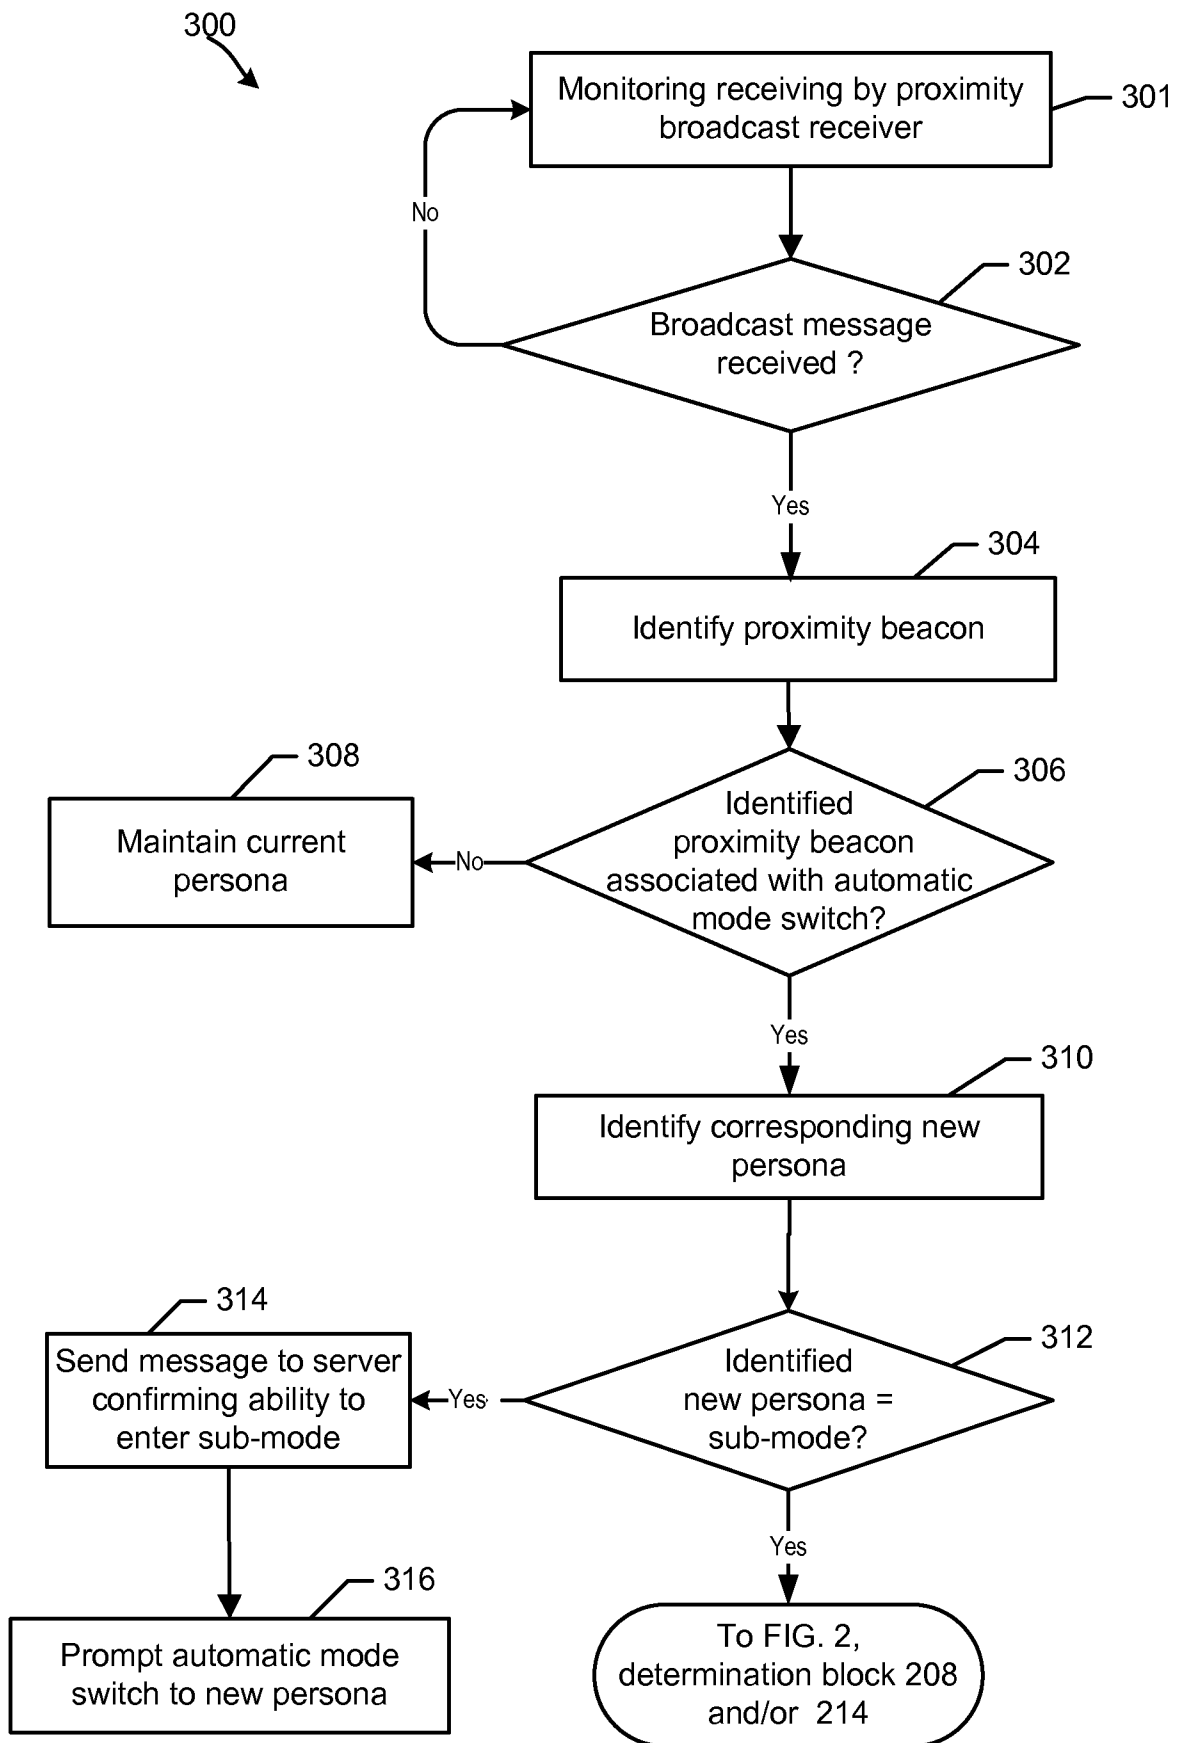 300
Monitoring receiving by proximity
broadcast receiver
301
No
302
Broadcast message
received ?
Yes
304
Identify proximity beacon
308
Maintain current
persona
306
Identified
proximity beacon
associated with automatic
mode switch?
No
Yes
310
Identify corresponding new
persona
314
Send message to server
confirming ability to
enter sub-mode
312
Identified
new persona =
sub-mode?
Yes
Yes
316
Prompt automatic mode
switch to new persona
To FIG. 2,
determination block 208
and/or 214